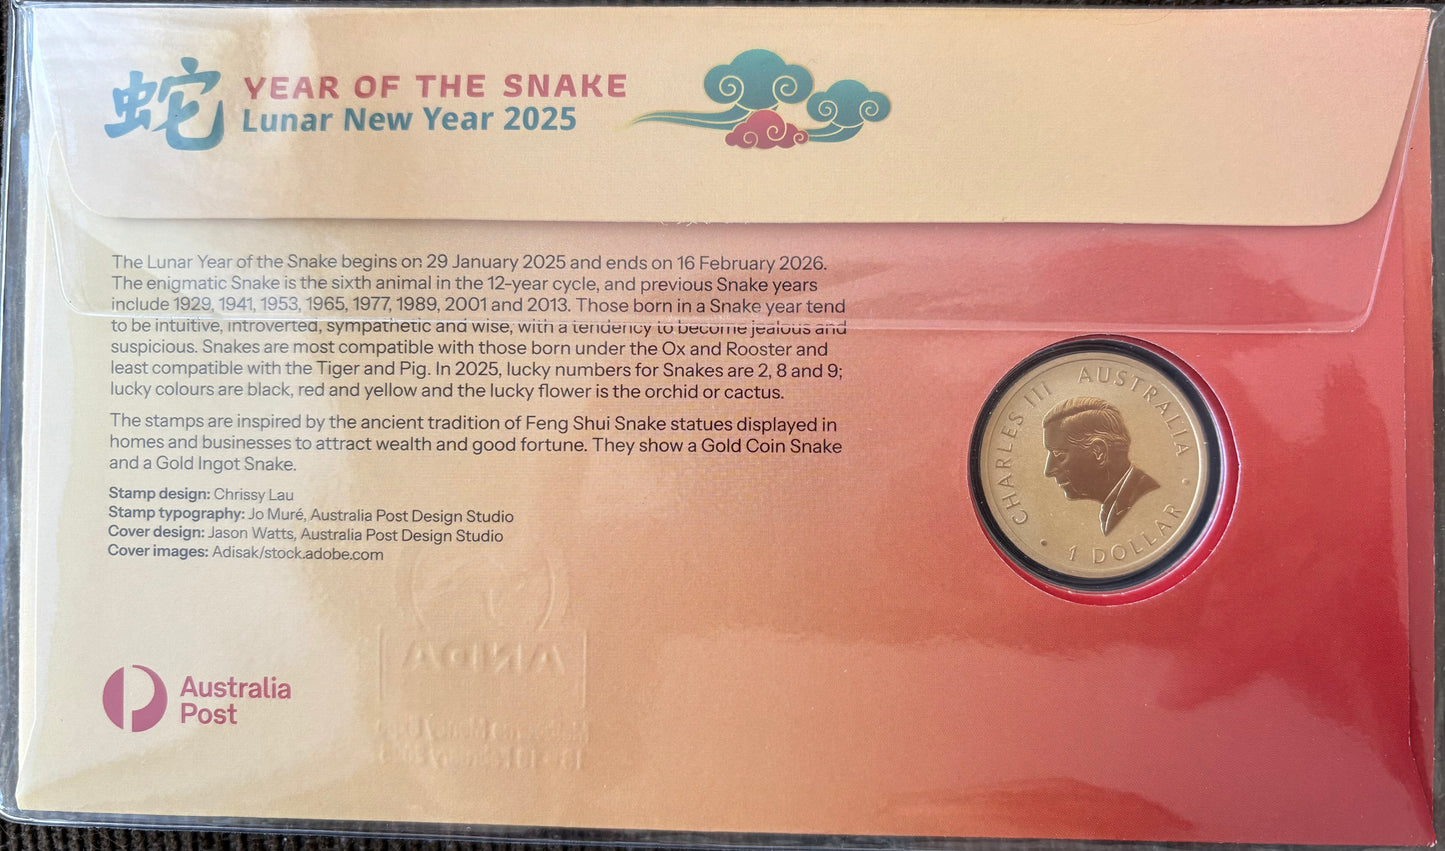 蛇
YEAR OF THE SNAKE
Lunar New Year 2025
The Lunar Year of the Snake begins on 29 January 2025 and ends on 16 February 2026.
The enigmatic Snake is the sixth animal in the 12-year cycle, and previous Snake years
include 1929, 1941, 1953, 1965, 1977, 1989, 2001 and 2013. Those born in a Snake year tend
to be intuitive, introverted, sympathetic and wise, with a tendency to become jealous and
suspicious. Snakes are most compatible with those born under the Ox and Rooster and
least compatible with the Tiger and Pig. In 2025, lucky numbers for Snakes are 2, 8 and 9;
lucky colours are black, red and yellow and the lucky flower is the orchid or cactus.
The stamps are inspired by the ancient tradition of Feng Shui Snake statues displayed in
homes and businesses to attract wealth and good fortune. They show a Gold Coin Snake
and a Gold Ingot Snake.
Stamp design: Chrissy Lau
Stamp typography: Jo Muré, Australia Post Design Studio
Cover design: Jason Watts, Australia Post Design Studio
Cover images: Adisak/stock.adobe.com
CHARLES III AUSTRALIA
• 1 DOLLAR •
ANDA
Australia
Post